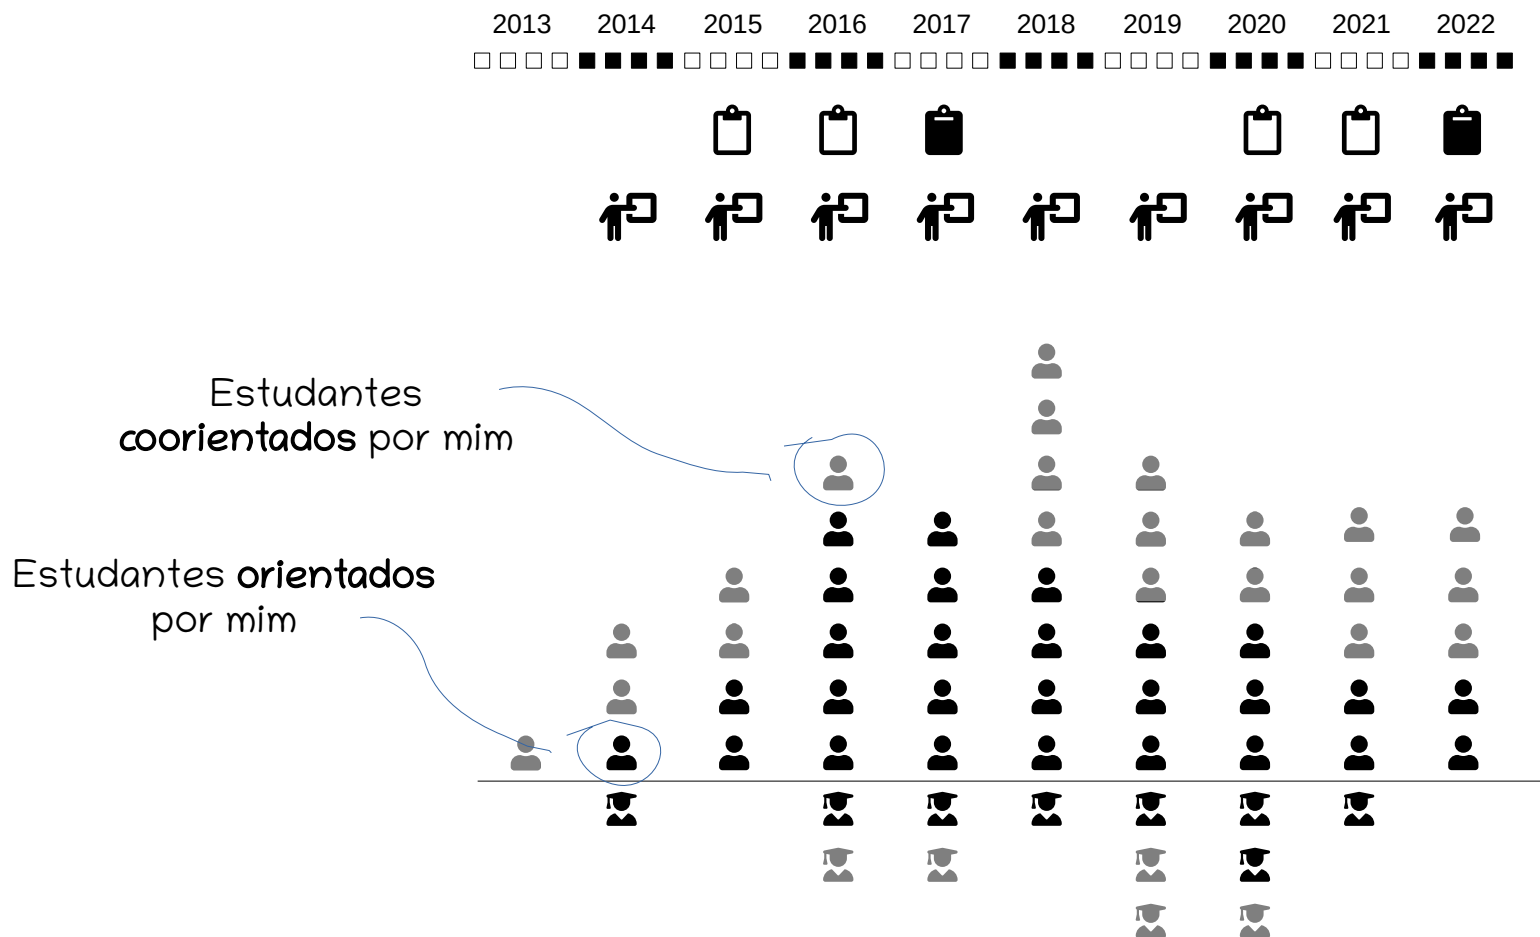 2013 2014 2015 2016 2017 2018 2019 2020 2021 2022
Estudantes
coorientados por mim
Estudantes orientados
por mim